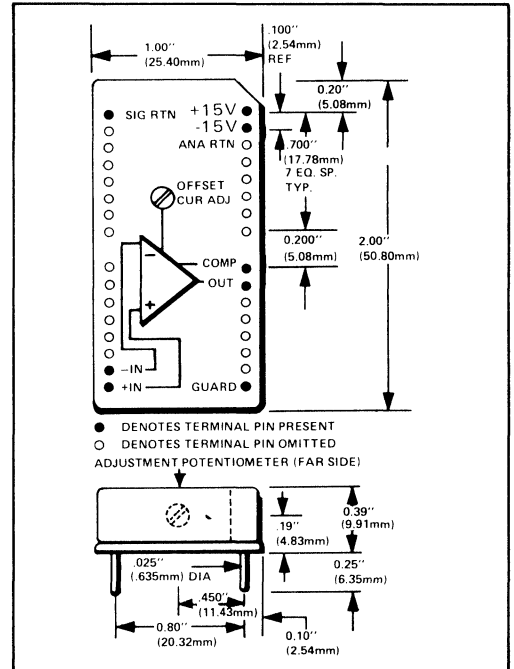 1.00''
(25.40mm)
.100''
(2.54mm)
REF
0.20''
(5.08mm)
SIG RTN
+15V
-15V
ANA RTN
.700''
(17.78mm)
7 EQ. SP.
TYP.
OFFSET
CUR ADJ
0.200''
(5.08mm)
2.00''
(50.80mm)
−
COMP
OUT
+
−IN
+IN
GUARD
● DENOTES TERMINAL PIN PRESENT
○ DENOTES TERMINAL PIN OMITTED
ADJUSTMENT POTENTIOMETER (FAR SIDE)
0.39''
(9.91mm)
.19''
(4.83mm)
.025''
(.635mm) DIA
0.25''
(6.35mm)
.450''
(11.43mm)
0.80''
(20.32mm)
0.10''
(2.54mm)